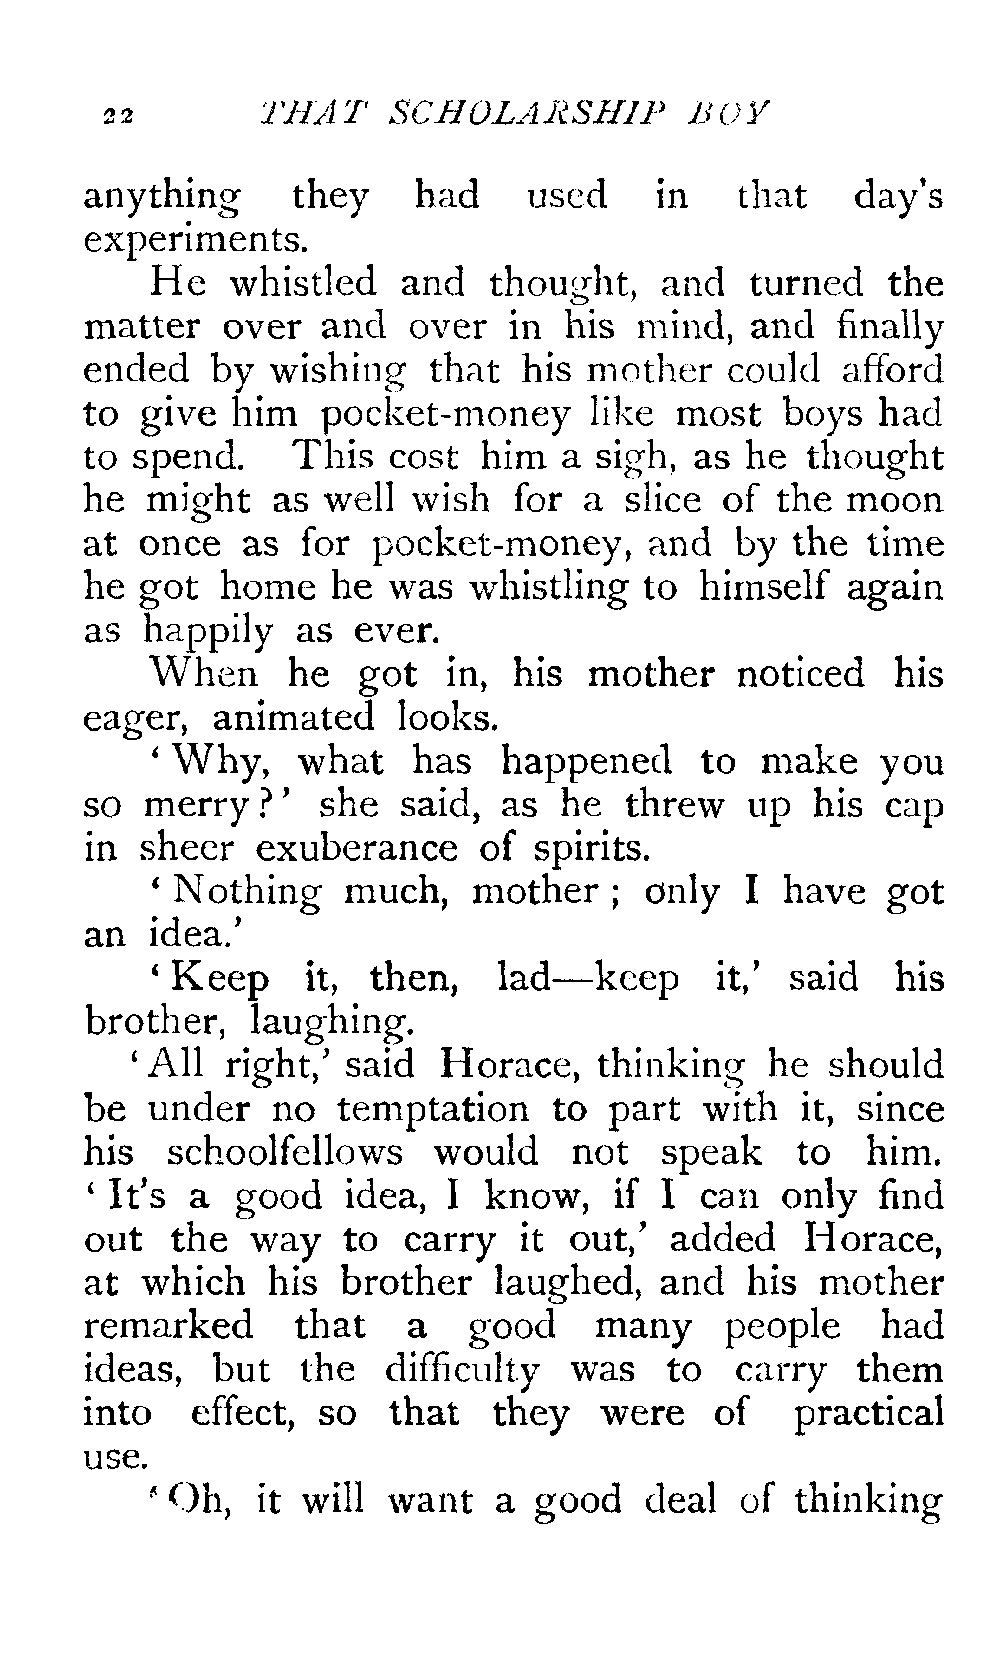 22 THAT SCHOLARSHIP BOY
anything they had used in that day's
experiments.
He whistled and thought, and turned the
matter over and over in his mind, and finally
ended by wishing that his mother could afford
to give him pocket-money like most boys had
to spend. This cost him a sigh, as he thought
he might as well wish for a slice of the moon
at once as for pocket-money, and by the time
he got home he was whistling to himself again
as happily as ever.
When he got in, his mother noticed his
eager, animated looks.
‘ Why, what has happened to make you
so merry ? ’ she said, as he threw up his cap
in sheer exuberance of spirits.
‘ Nothing much, mother ; only I have got
an idea.’
‘ Keep it, then, lad—keep it,’ said his
brother, laughing.
‘ All right,’ said Horace, thinking he should
be under no temptation to part with it, since
his schoolfellows would not speak to him.
‘ It’s a good idea, I know, if I can only find
out the way to carry it out,’ added Horace,
at which his brother laughed, and his mother
remarked that a good many people had
ideas, but the difficulty was to carry them
into effect, so that they were of practical
use.
‘ Oh, it will want a good deal of thinking